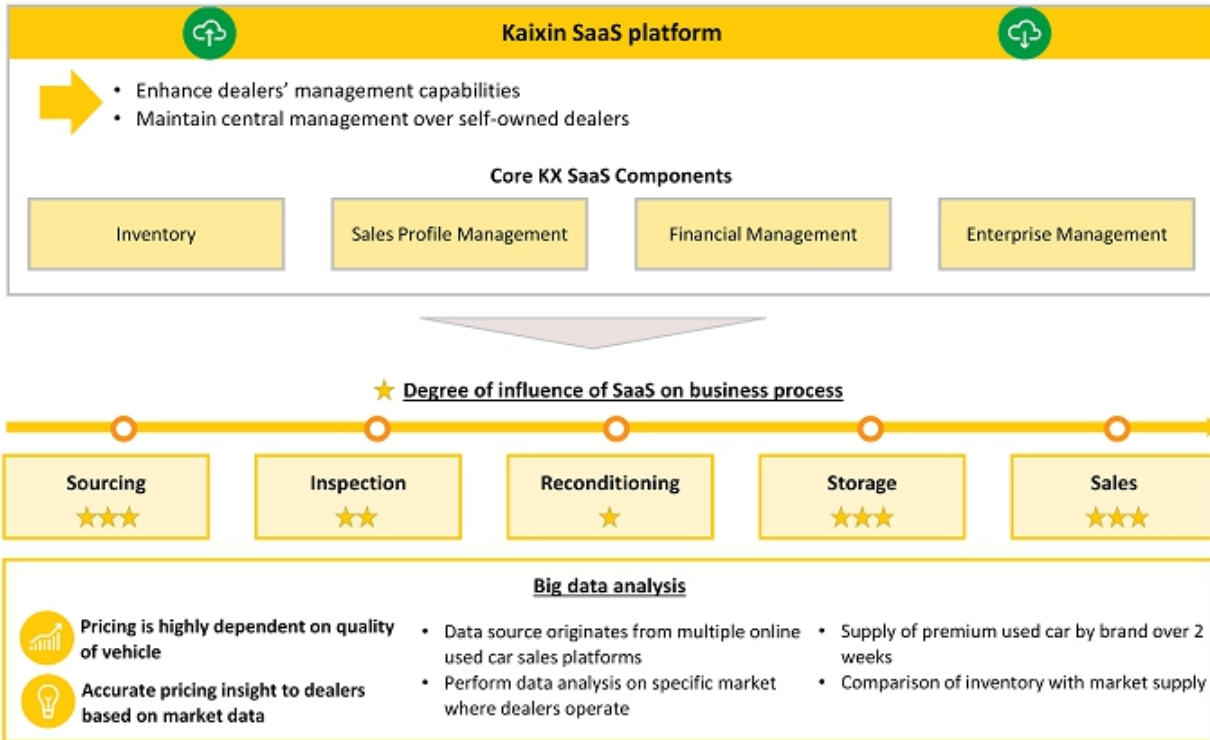 Kaixin SaaS platform
• Enhance dealers' management capabilities
• Maintain central management over self-owned dealers
Core KX SaaS Components
Inventory
Sales Profile Management
Financial Management
Enterprise Management
Degree of influence of SaaS on business process
Sourcing
Inspection
Reconditioning
Storage
Sales
Big data analysis
Pricing is highly dependent on quality
of vehicle
Accurate pricing insight to dealers
based on market data
• Data source originates from multiple online
used car sales platforms
• Perform data analysis on specific market
where dealers operate
• Supply of premium used car by brand over 2
weeks
• Comparison of inventory with market supply